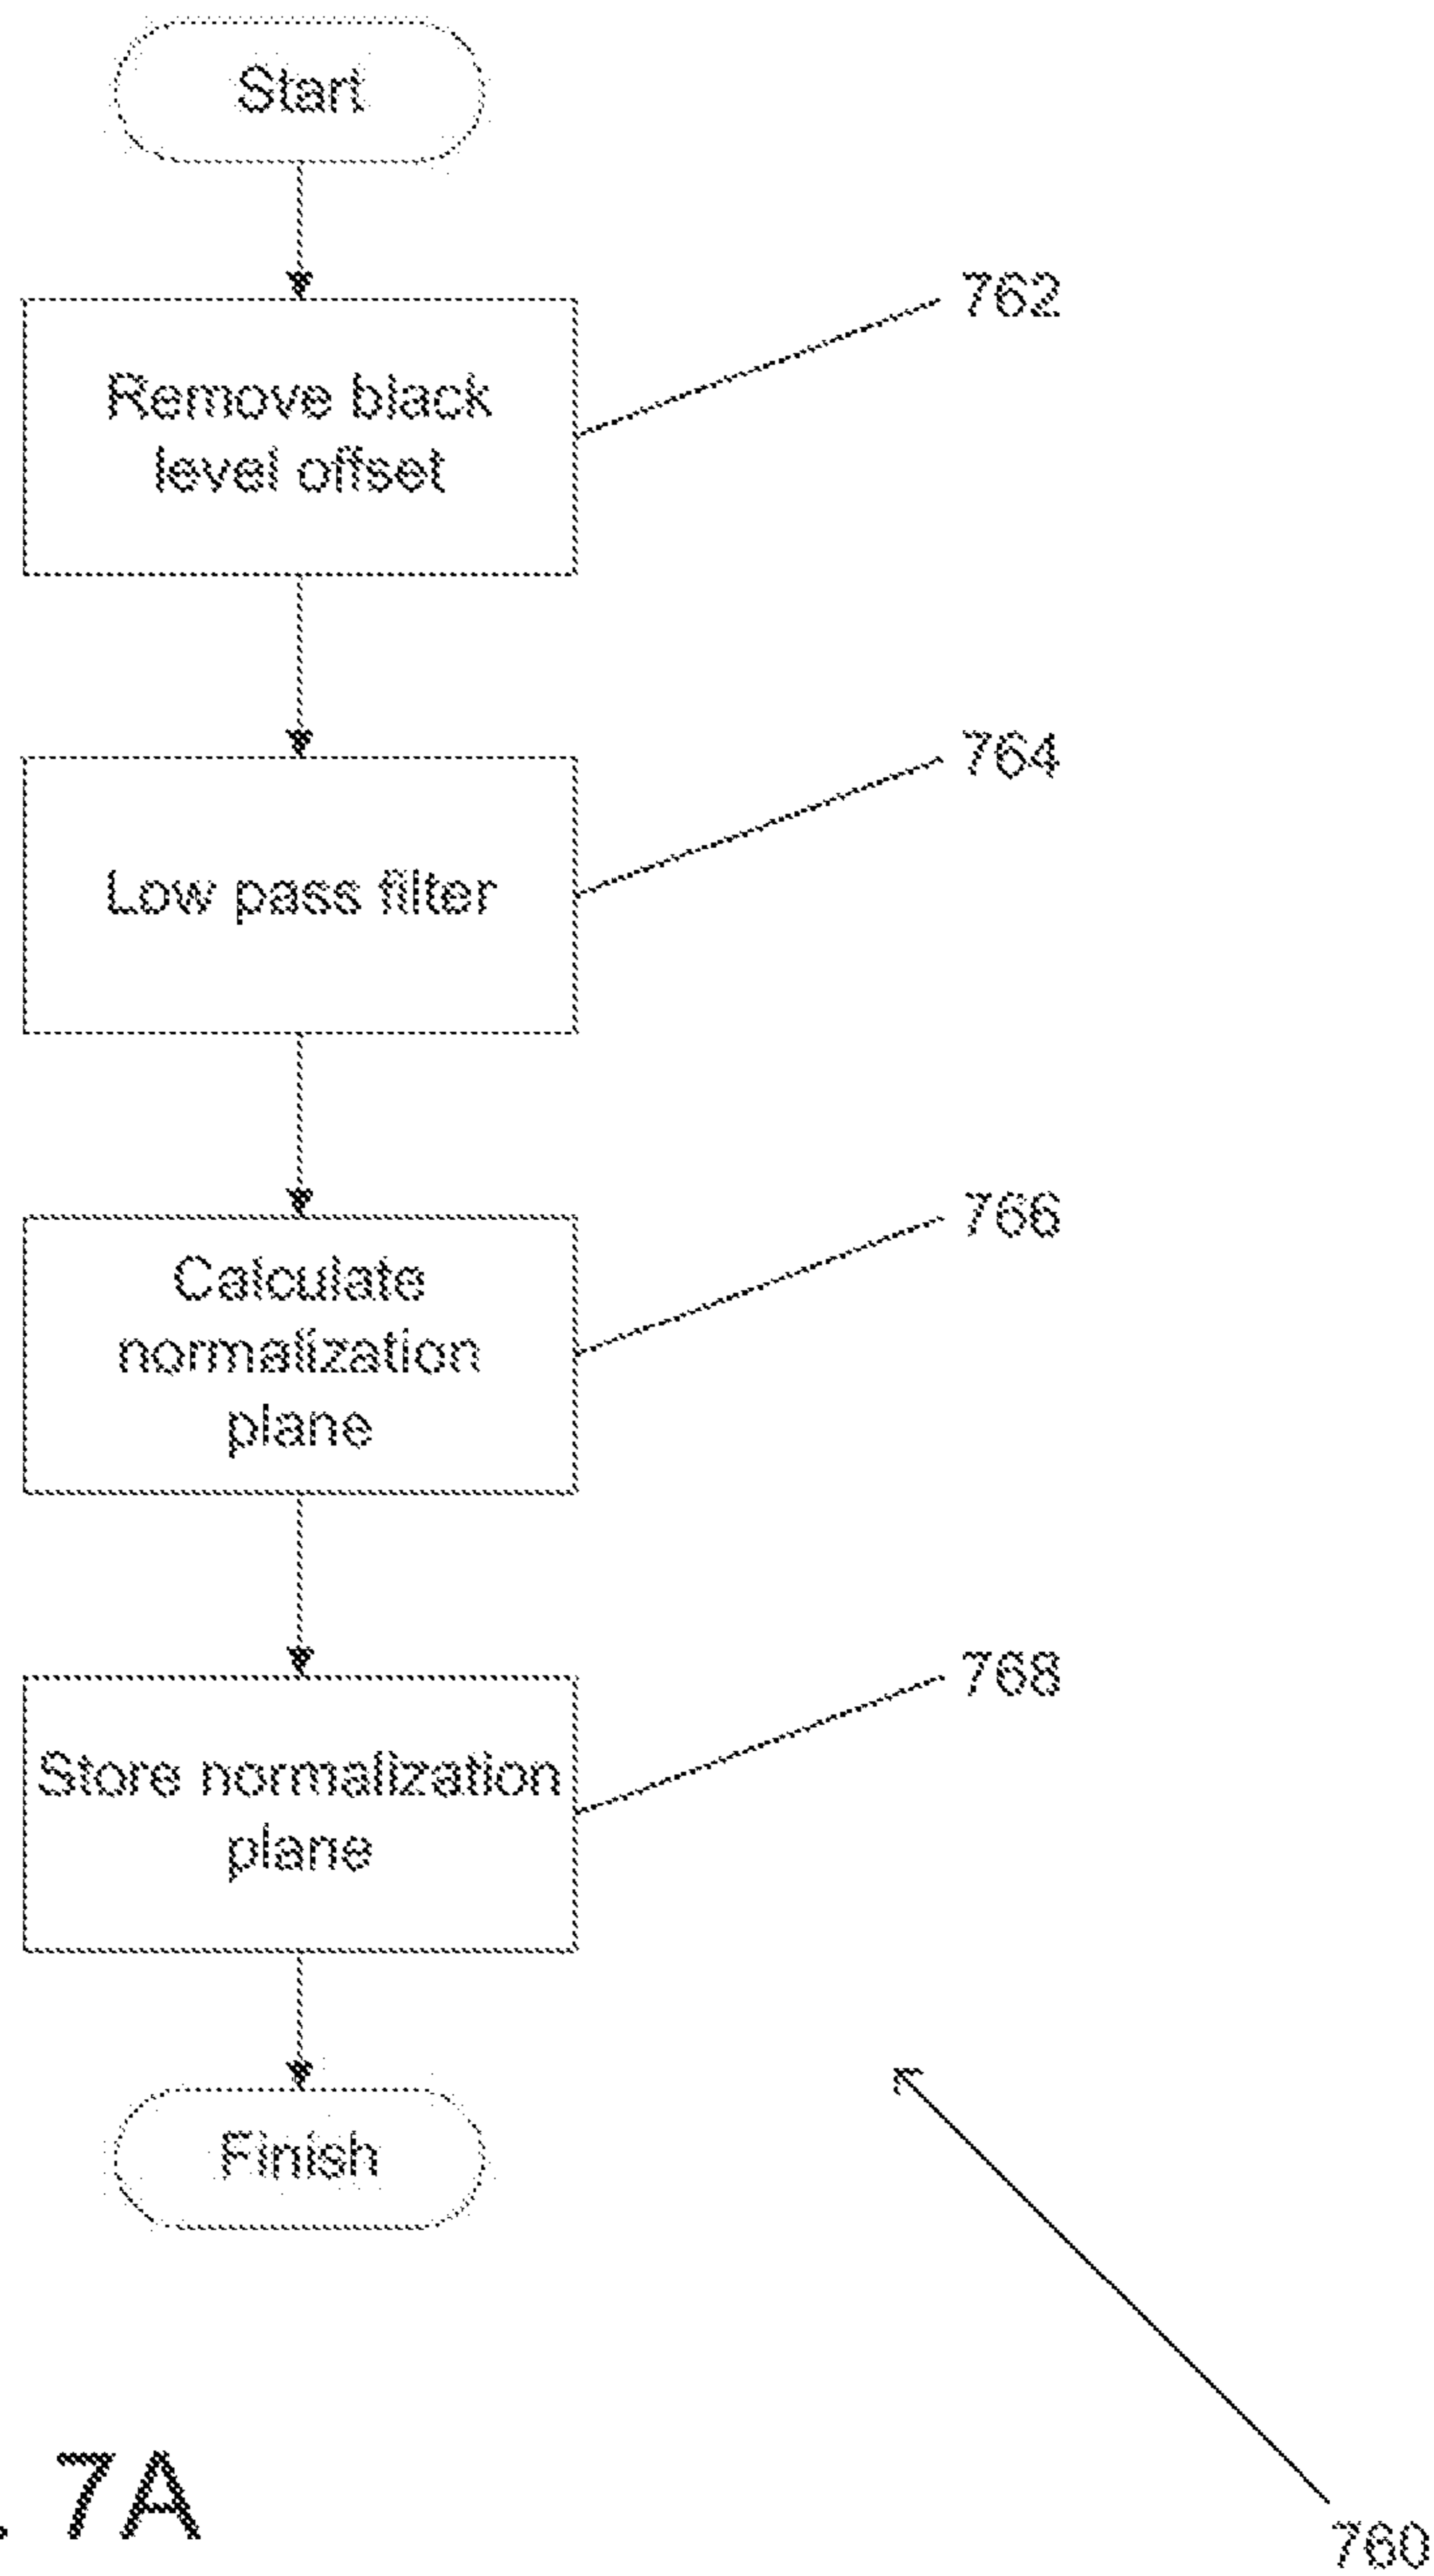 Start
Remove black
level offset
762
Low pass filter
764
Calculate
normalization
plane
766
Store normalization
plane
768
Finish
. 7A
760